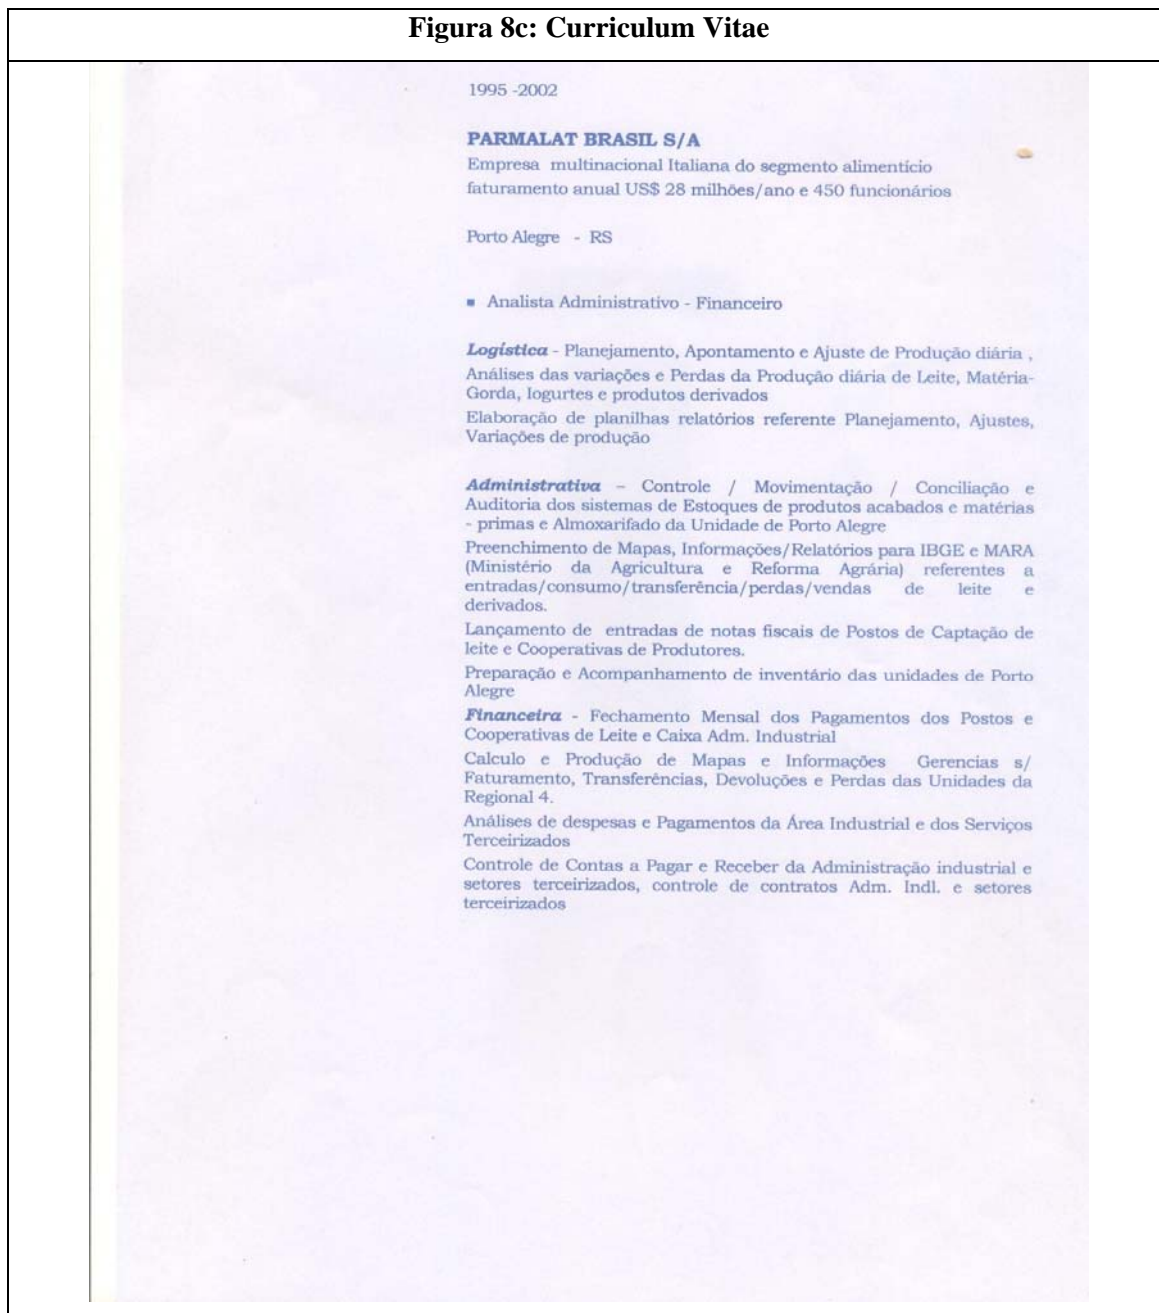 Figura 8c: Curriculum Vitae
1995 -2002
PARMALAT BRASIL S/A
Empresa multinacional Italiana do segmento alimentício
faturamento anual US$ 28 milhões/ano e 450 funcionários
Porto Alegre - RS
▪ Analista Administrativo - Financeiro
Logística - Planejamento, Apontamento e Ajuste de Produção diária ,
Análises das variações e Perdas da Produção diária de Leite, Matéria-
Gorda, Iogurtes e produtos derivados
Elaboração de planilhas relatórios referente Planejamento, Ajustes,
Variações de produção
Administrativa – Controle / Movimentação / Conciliação e
Auditoria dos sistemas de Estoques de produtos acabados e matérias
- primas e Almoxarifado da Unidade de Porto Alegre
Preenchimento de Mapas, Informações/Relatórios para IBGE e MARA
(Ministério da Agricultura e Reforma Agrária) referentes a
entradas/consumo/transferência/perdas/vendas de leite e
derivados.
Lançamento de entradas de notas fiscais de Postos de Captação de
leite e Cooperativas de Produtores.
Preparação e Acompanhamento de inventário das unidades de Porto
Alegre
Financeira - Fechamento Mensal dos Pagamentos dos Postos e
Cooperativas de Leite e Caixa Adm. Industrial
Calculo e Produção de Mapas e Informações Gerencias s/
Faturamento, Transferências, Devoluções e Perdas das Unidades da
Regional 4.
Análises de despesas e Pagamentos da Área Industrial e dos Serviços
Terceirizados
Controle de Contas a Pagar e Receber da Administração industrial e
setores terceirizados, controle de contratos Adm. Indl. e setores
terceirizados